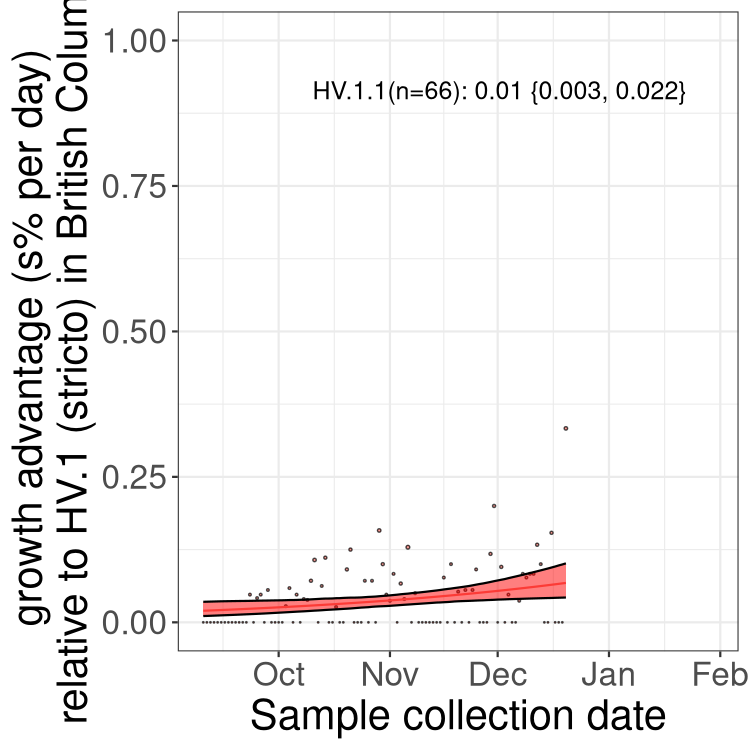 growth advantage (s% per day)
relative to HV.1 (stricto) in British Colum
1.00
0.75
0.50
0.25
0.00
HV.1.1(n=66): 0.01 {0.003, 0.022}
Oct Nov Dec Jan Feb
Sample collection date